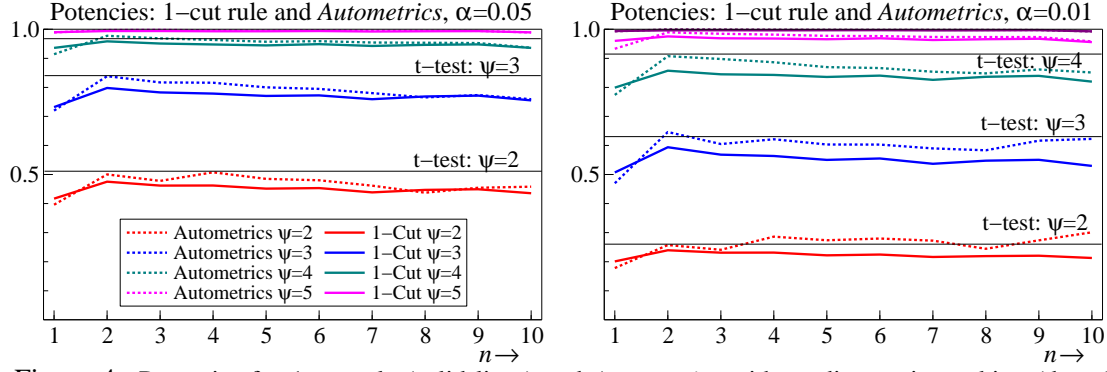 Potencies: 1−cut rule and Autometrics, α=0.05
1.0
0.5
t−test: ψ=3
t−test: ψ=2
Autometrics ψ=2
1−Cut ψ=2
Autometrics ψ=3
1−Cut ψ=3
Autometrics ψ=4
1−Cut ψ=4
Autometrics ψ=5
1−Cut ψ=5
1 2 3 4 5 6 7 8 9 10
n→
Potencies: 1−cut rule and Autometrics, α=0.01
1.0
0.5
t−test: ψ=4
t−test: ψ=3
t−test: ψ=2
1 2 3 4 5 6 7 8 9 10
n→